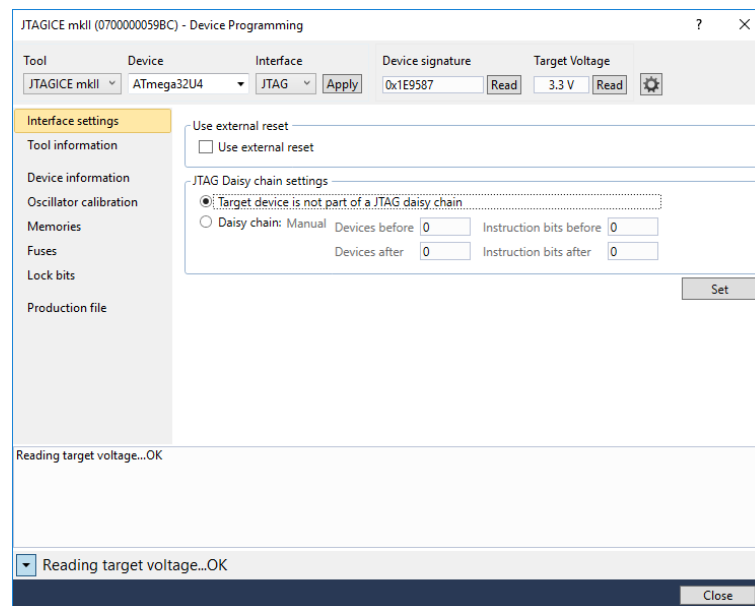 JTAGICE mkII (0700000059BC) - Device Programming
Tool Device Interface Device signature Target Voltage
JTAGICE mkII ATmega32U4 JTAG Apply 0x1E9587 Read 3.3 V Read
Interface settings
Tool information
Device information
Oscillator calibration
Memories
Fuses
Lock bits
Production file
Use external reset
Use external reset
JTAG Daisy chain settings
Target device is not part of a JTAG daisy chain
Daisy chain: Manual Devices before 0 Instruction bits before 0
Devices after 0 Instruction bits after 0
Set
Reading target voltage...OK
Reading target voltage...OK
Close